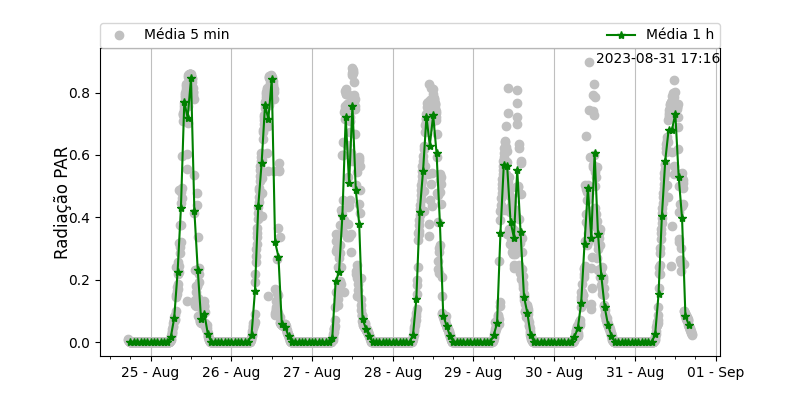 Média 5 min
Média 1 h
2023-08-31 17:16
Radiação PAR
0.8
0.6
0.4
0.2
0.0
25 - Aug
26 - Aug
27 - Aug
28 - Aug
29 - Aug
30 - Aug
31 - Aug
01 - Sep